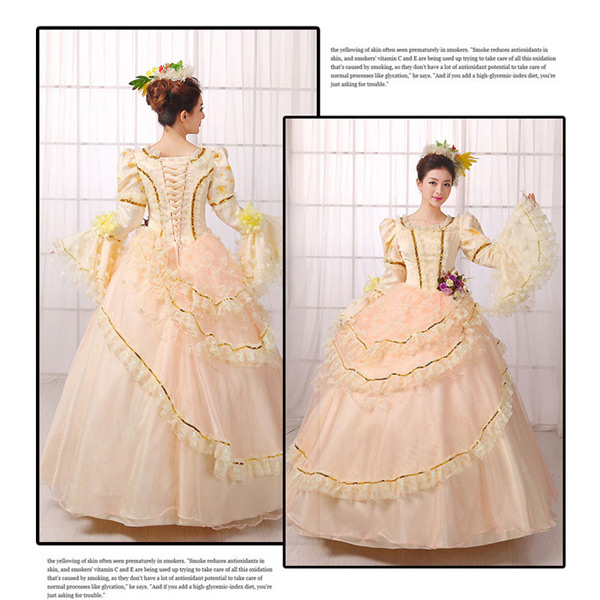 the yellowing of skin often seen prematurely in smokers. "Smoke reduces antioxidants in
skin, and smokers' vitamin C and E are being used up trying to take care of all this oxidation
that's caused by smoking, so they don't have a lot of antioxidant potential to take care of
normal processes like glycation," he says. "And if you add a high-glycemic-index diet, you're
just asking for trouble."
the yellowing of skin often seen prematurely in smokers. "Smoke reduces antioxidants in
skin, and smokers' vitamin C and E are being used up trying to take care of all this oxidation
that's caused by smoking, so they don't have a lot of antioxidant potential to take care of
normal processes like glycation," he says. "And if you add a high-glycemic-index diet, you're
just asking for trouble."